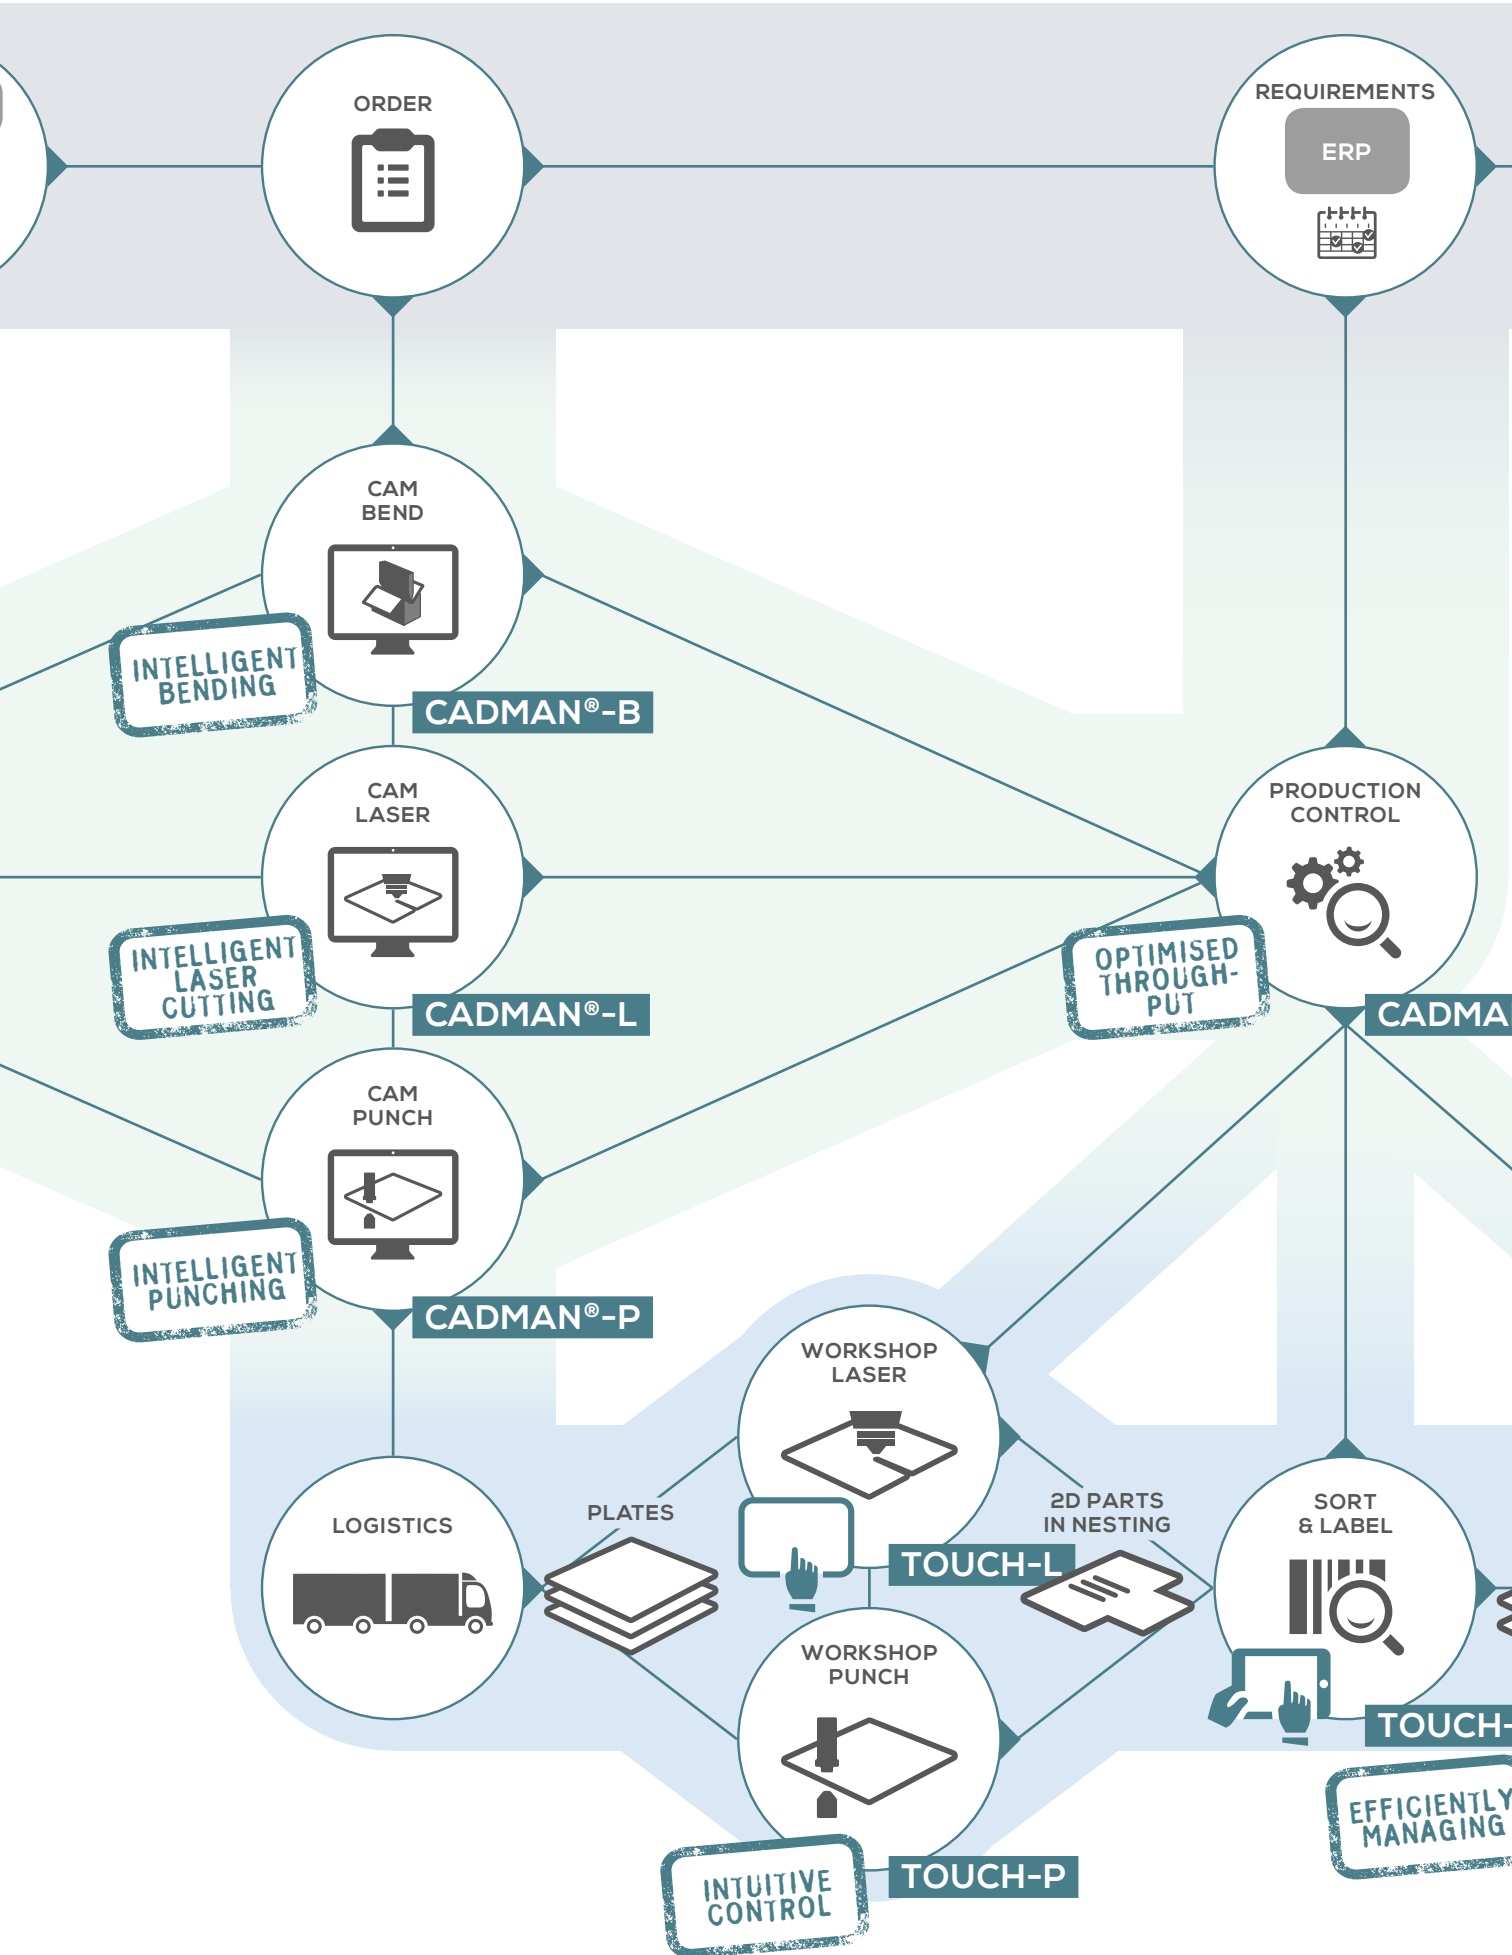 ORDER
REQUIREMENTS
ERP
CAM
BEND
INTELLIGENT
BENDING
CADMAN®-B
CAM
LASER
INTELLIGENT
LASER
CUTTING
CADMAN®-L
PRODUCTION
CONTROL
OPTIMISED
THROUGH-
PUT
CADMA
CAM
PUNCH
INTELLIGENT
PUNCHING
CADMAN®-P
WORKSHOP
LASER
LOGISTICS
PLATES
TOUCH-L
2D PARTS
IN NESTING
SORT
& LABEL
TOUCH-
WORKSHOP
PUNCH
INTUITIVE
CONTROL
TOUCH-P
EFFICIENTLY
MANAGING